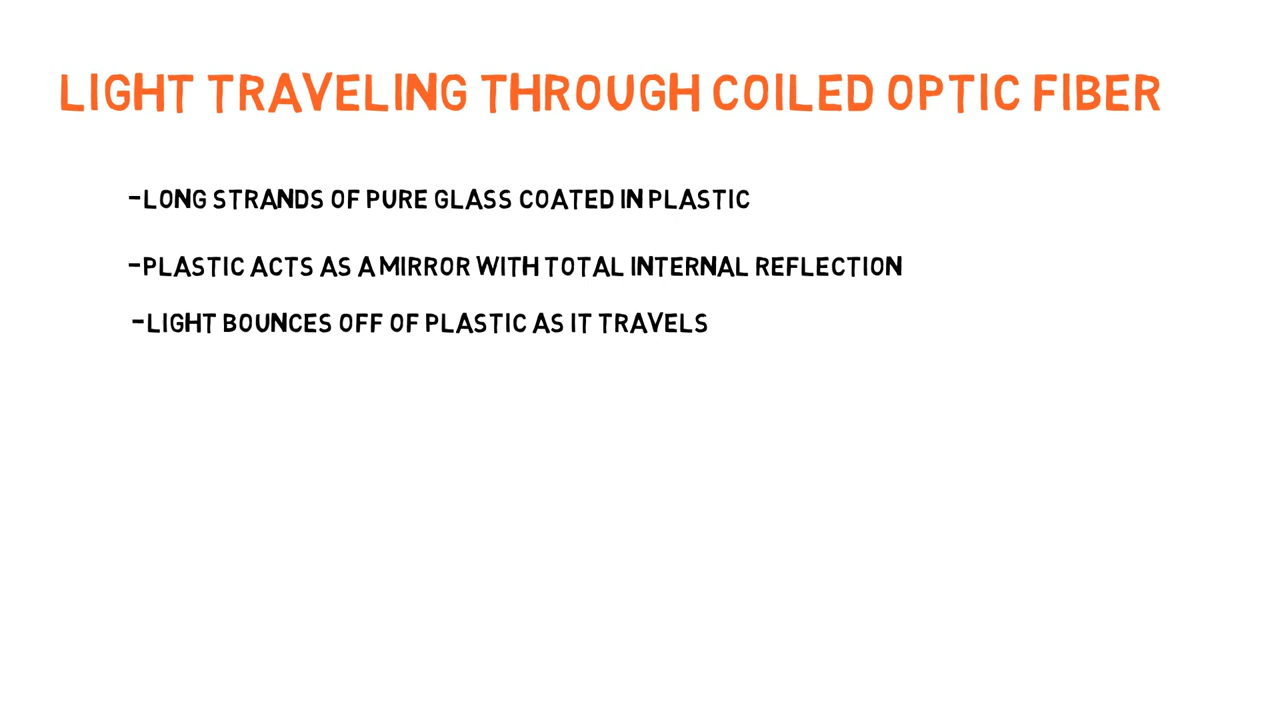 LIGHT TRAVELING THROUGH COILED OPTIC FIBER
-LONG STRANDS OF PURE GLASS COATED IN PLASTIC
-PLASTIC ACTS AS A MIRROR WITH TOTAL INTERNAL REFLECTION
-LIGHT BOUNCES OFF OF PLASTIC AS IT TRAVELS